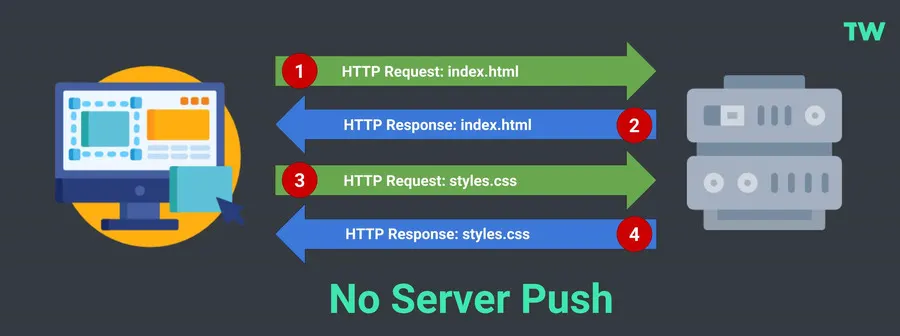 TW
1 HTTP Request: index.html
HTTP Response: index.html 2
3 HTTP Request: styles.css
HTTP Response: styles.css 4
No Server Push